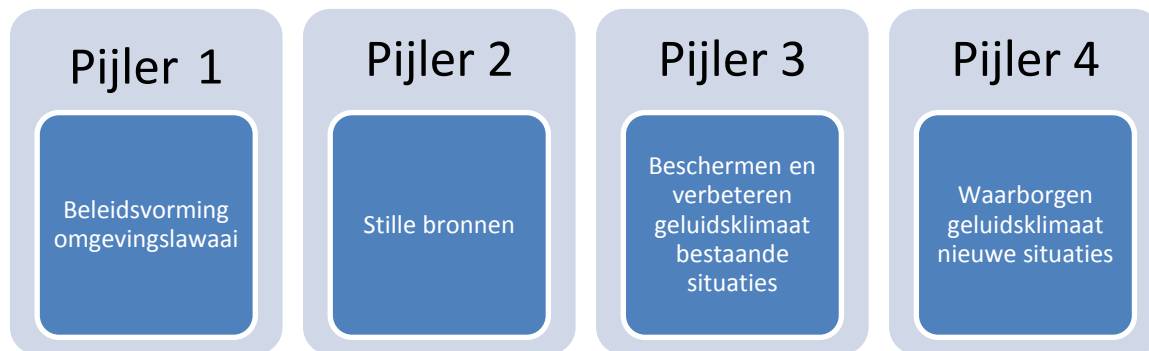 Pijler 1
Beleidsvorming
omgevingslawaai
Pijler 2
Stille bronnen
Pijler 3
Beschermen en
verbeteren
geluidsklimaat
bestaande
situaties
Pijler 4
Waarborgen
geluidsklimaat
nieuwe situaties